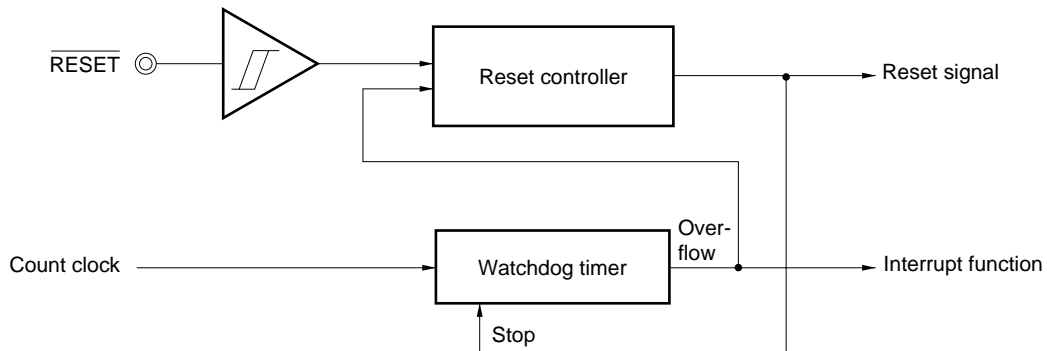 RESET
Reset controller
Reset signal
Over-
flow
Count clock
Watchdog timer
Interrupt function
Stop